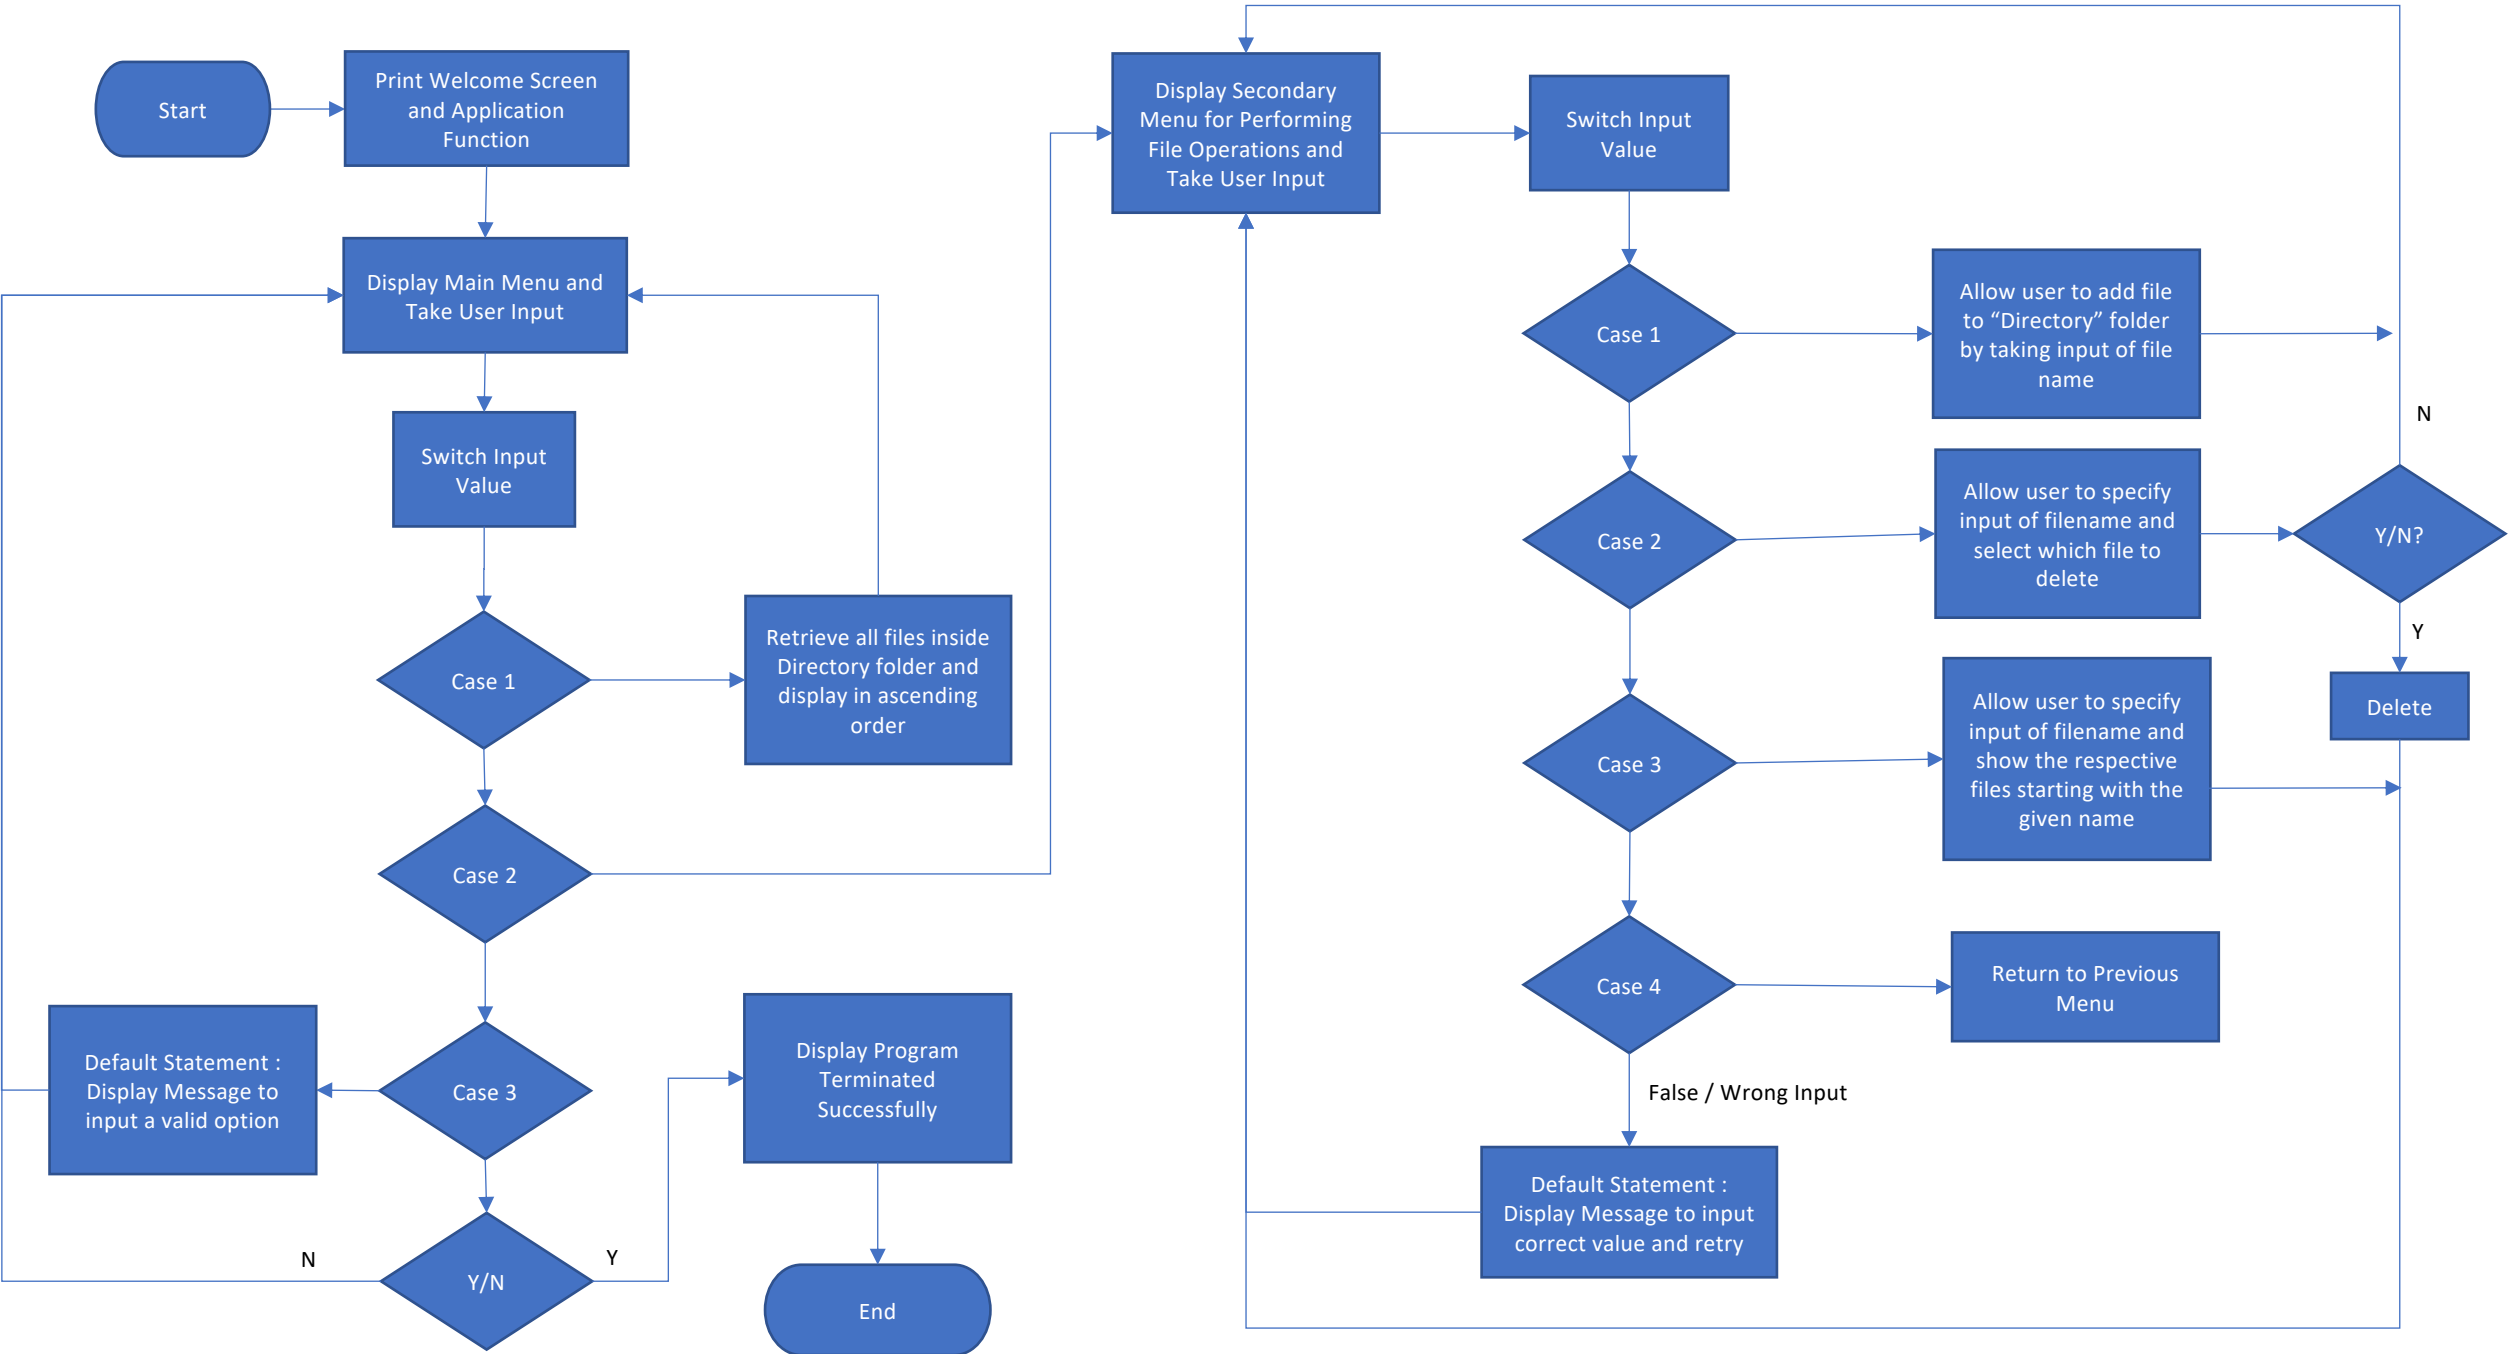 Start
Print Welcome Screen
and Application
Function
Display Main Menu and
Take User Input
Switch Input
Value
Case 1
Retrieve all files inside
Directory folder and
display in ascending
order
Case 2
Case 3
Default Statement :
Display Message to
input a valid option
Y/N
N
Y
Display Program
Terminated
Successfully
End
Display Secondary
Menu for Performing
File Operations and
Take User Input
Switch Input
Value
Case 1
Allow user to add file
to “Directory” folder
by taking input of file
name
Case 2
Allow user to specify
input of filename and
select which file to
delete
Y/N?
N
Y
Delete
Case 3
Allow user to specify
input of filename and
show the respective
files starting with the
given name
Case 4
Return to Previous
Menu
False / Wrong Input
Default Statement :
Display Message to input
correct value and retry